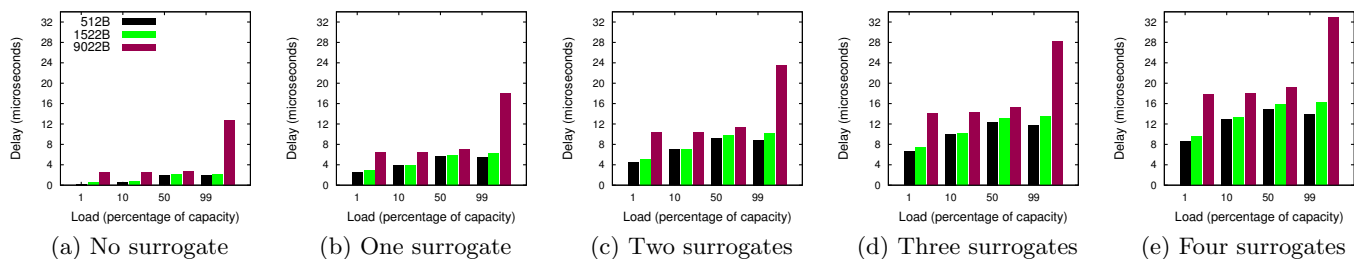 32
28
24
20
16
12
8
4
0
Delay (microseconds)
512B
1522B
9022B
1 10 50 99
Load (percentage of capacity)
(a) No surrogate
32
28
24
20
16
12
8
4
0
Delay (microseconds)
1 10 50 99
Load (percentage of capacity)
(b) One surrogate
32
28
24
20
16
12
8
4
0
Delay (microseconds)
1 10 50 99
Load (percentage of capacity)
(c) Two surrogates
32
28
24
20
16
12
8
4
0
Delay (microseconds)
1 10 50 99
Load (percentage of capacity)
(d) Three surrogates
32
28
24
20
16
12
8
4
0
Delay (microseconds)
1 10 50 99
Load (percentage of capacity)
(e) Four surrogates